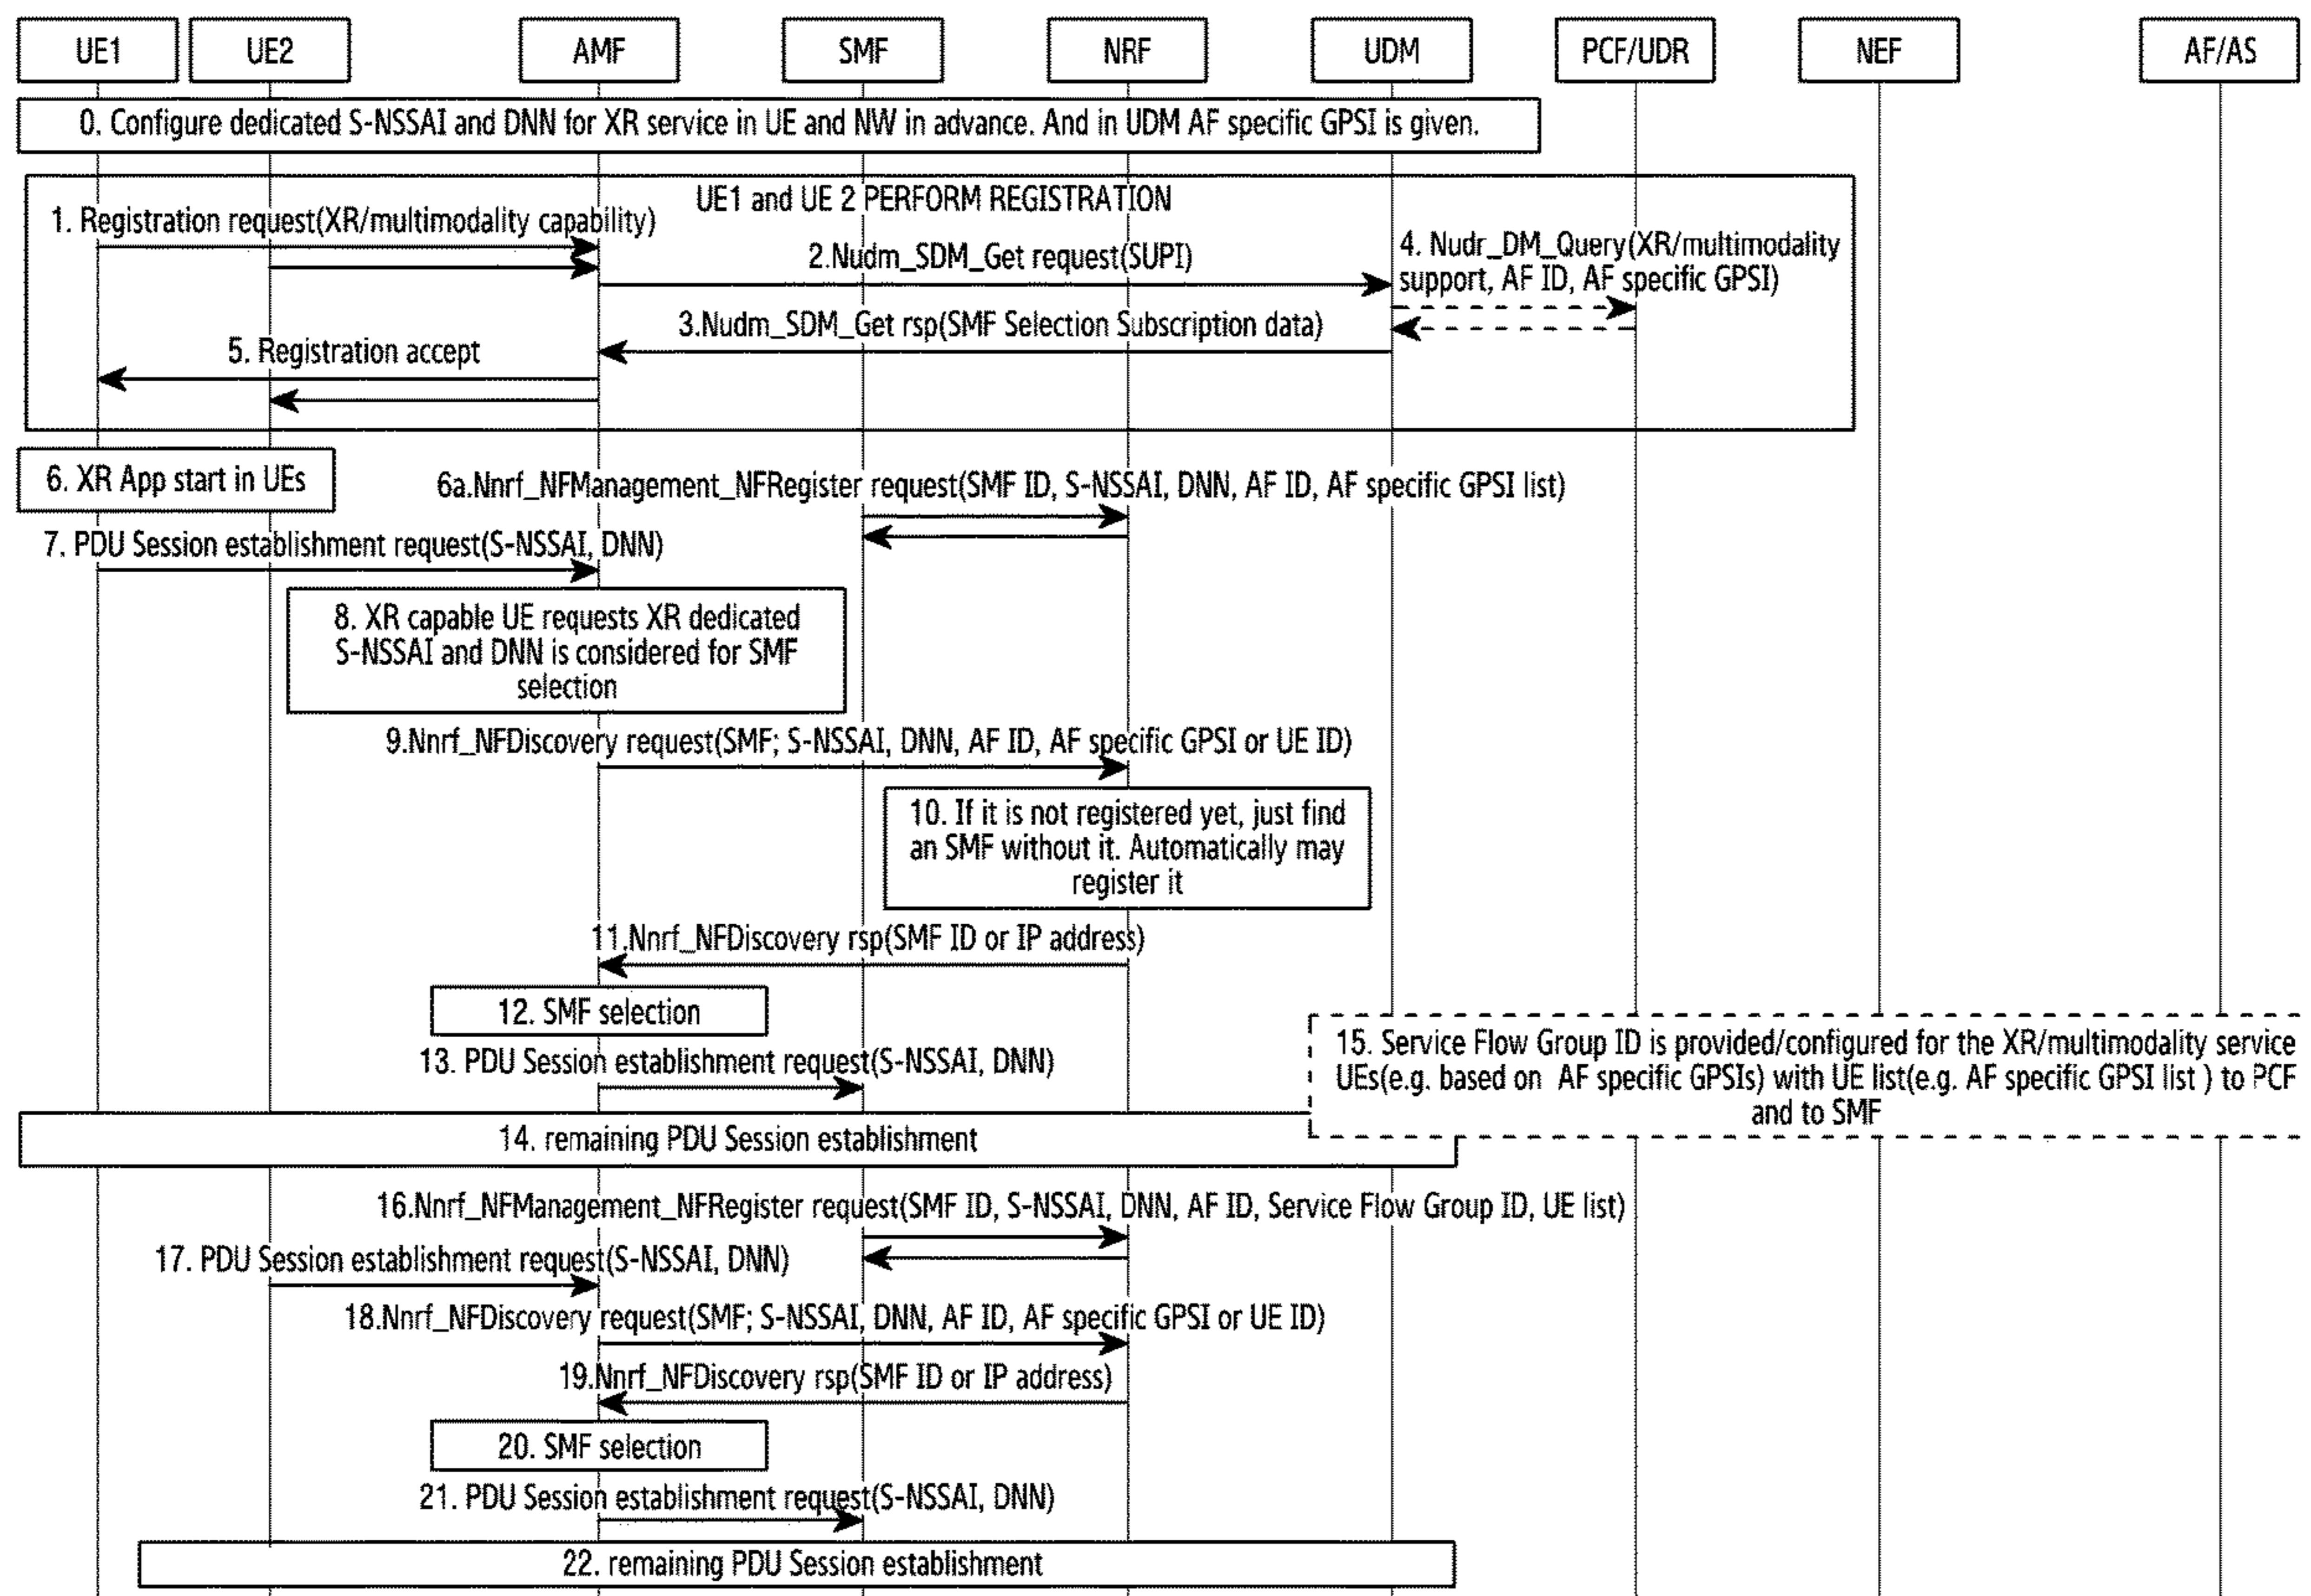 UE1
UE2
AMF
SMF
NRF
UDM
PCF/UDR
NEF
AF/AS
0. Configure dedicated S-NSSAI and DNN for XR service in UE and NW in advance. And in UDM AF specific GPSI is given.
UE1 and UE 2 PERFORM REGISTRATION
1. Registration request(XR/multimodality capability)
2.Nudm_SDM_Get request(SUPI)
4. Nudr_DM_Query(XR/multimodality
support, AF ID, AF specific GPSI)
3.Nudm_SDM_Get rsp(SMF Selection Subscription data)
5. Registration accept
6. XR App start in UEs
6a.Nnrf_NFManagement_NFRegister request(SMF ID, S-NSSAI, DNN, AF ID, AF specific GPSI list)
7. PDU Session establishment request(S-NSSAI, DNN)
8. XR capable UE requests XR dedicated
S-NSSAI and DNN is considered for SMF
selection
9.Nnrf_NFDiscovery request(SMF; S-NSSAI, DNN, AF ID, AF specific GPSI or UE ID)
10. If it is not registered yet, just find
an SMF without it. Automatically may
register it
11.Nnrf_NFDiscovery rsp(SMF ID or IP address)
12. SMF selection
13. PDU Session establishment request(S-NSSAI, DNN)
15. Service Flow Group ID is provided/configured for the XR/multimodality service
UEs(e.g. based on AF specific GPSIs) with UE list(e.g. AF specific GPSI list ) to PCF
and to SMF
14. remaining PDU Session establishment
16.Nnrf_NFManagement_NFRegister request(SMF ID, S-NSSAI, DNN, AF ID, Service Flow Group ID, UE list)
17. PDU Session establishment request(S-NSSAI, DNN)
18.Nnrf_NFDiscovery request(SMF; S-NSSAI, DNN, AF ID, AF specific GPSI or UE ID)
19.Nnrf_NFDiscovery rsp(SMF ID or IP address)
20. SMF selection
21. PDU Session establishment request(S-NSSAI, DNN)
22. remaining PDU Session establishment